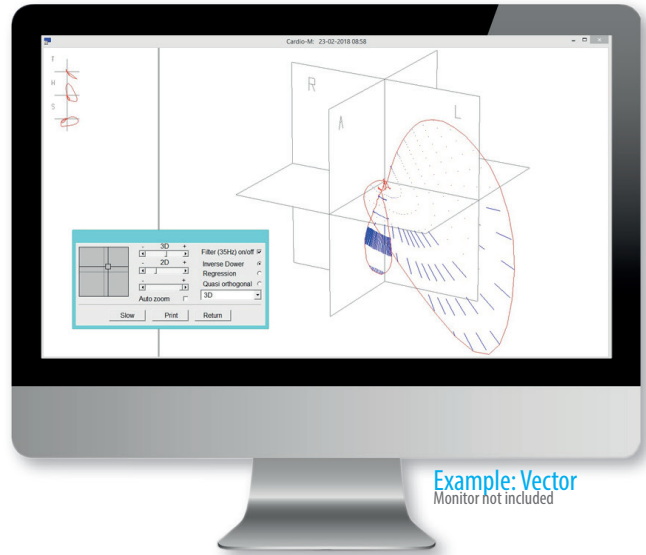 Cardio-M: 23-02-2018 08:58
T
H
S
R
A
L
- 3D +
- 2D +
- +
Auto zoom
Filter (35Hz) on/off
Inverse Dower
Regression
Quasi orthogonal
3D
Slow Print Return
Example: Vector
Monitor not included